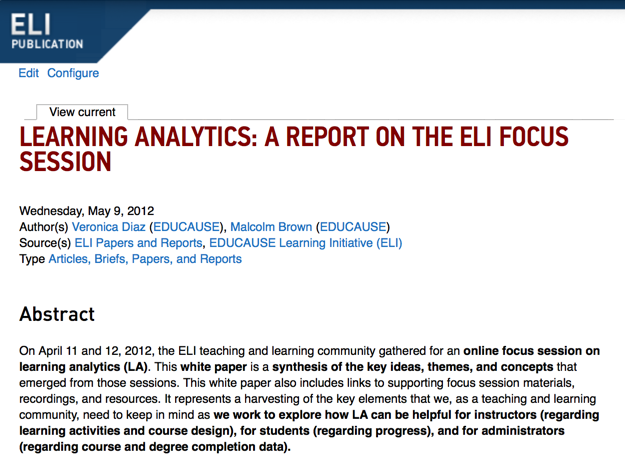 ELI
PUBLICATION
Edit Configure
View current
LEARNING ANALYTICS: A REPORT ON THE ELI FOCUS
SESSION
Wednesday, May 9, 2012
Author(s) Veronica Diaz (EDUCAUSE), Malcolm Brown (EDUCAUSE)
Source(s) ELI Papers and Reports, EDUCAUSE Learning Initiative (ELI)
Type Articles, Briefs, Papers, and Reports
Abstract
On April 11 and 12, 2012, the ELI teaching and learning community gathered for an online focus session on
learning analytics (LA). This white paper is a synthesis of the key ideas, themes, and concepts that
emerged from those sessions. This white paper also includes links to supporting focus session materials,
recordings, and resources. It represents a harvesting of the key elements that we, as a teaching and learning
community, need to keep in mind as we work to explore how LA can be helpful for instructors (regarding
learning activities and course design), for students (regarding progress), and for administrators
(regarding course and degree completion data).